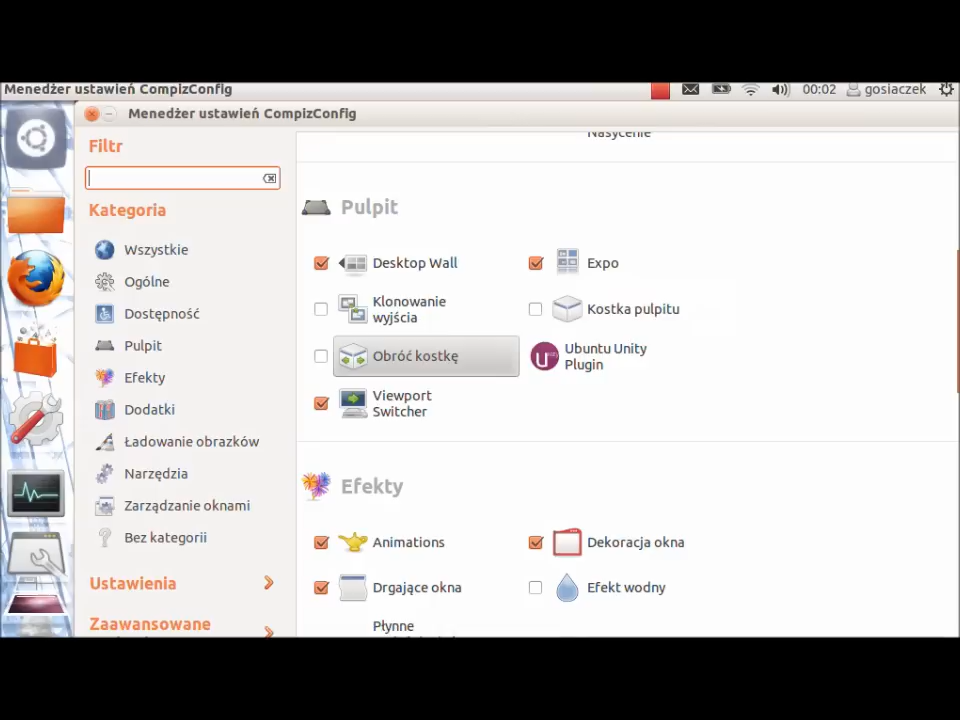 Menedżer ustawień CompizConfig
00:02 gosiaczek
Menedżer ustawień CompizConfig
Filtr
Kategoria
Wszystkie
Ogólne
Dostępność
Pulpit
Efekty
Dodatki
Ładowanie obrazków
Narzędzia
Zarządzanie oknami
Bez kategorii
Ustawienia
Zaawansowane
Nasycenie
Pulpit
Desktop Wall
Expo
Klonowanie
wyjścia
Kostka pulpitu
Obróć kostkę
Ubuntu Unity
Plugin
Viewport
Switcher
Efekty
Animations
Dekoracja okna
Drgające okna
Efekt wodny
Płynne